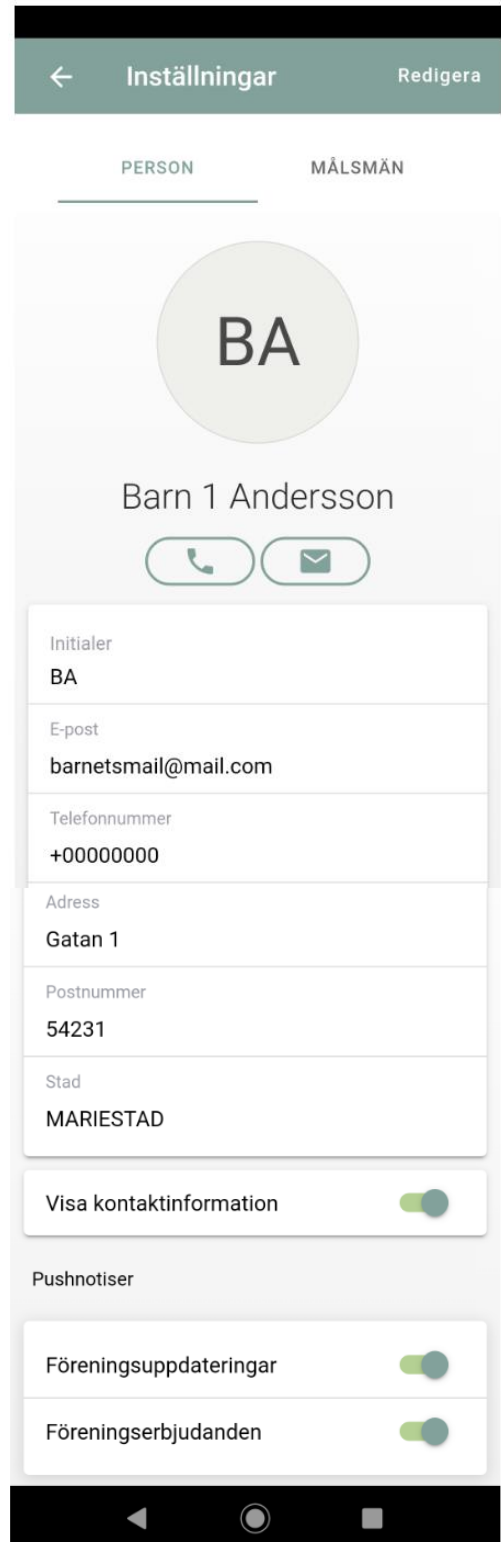 Inställningar Redigera
PERSON MÅLSMÄN
BA
Barn 1 Andersson
Initialer
BA
E-post
barnetsmail@mail.com
Telefonnummer
+00000000
Adress
Gatan 1
Postnummer
54231
Stad
MARIESTAD
Visa kontaktinformation
Pushnotiser
Föreningsuppdateringar
Föreningserbjudanden